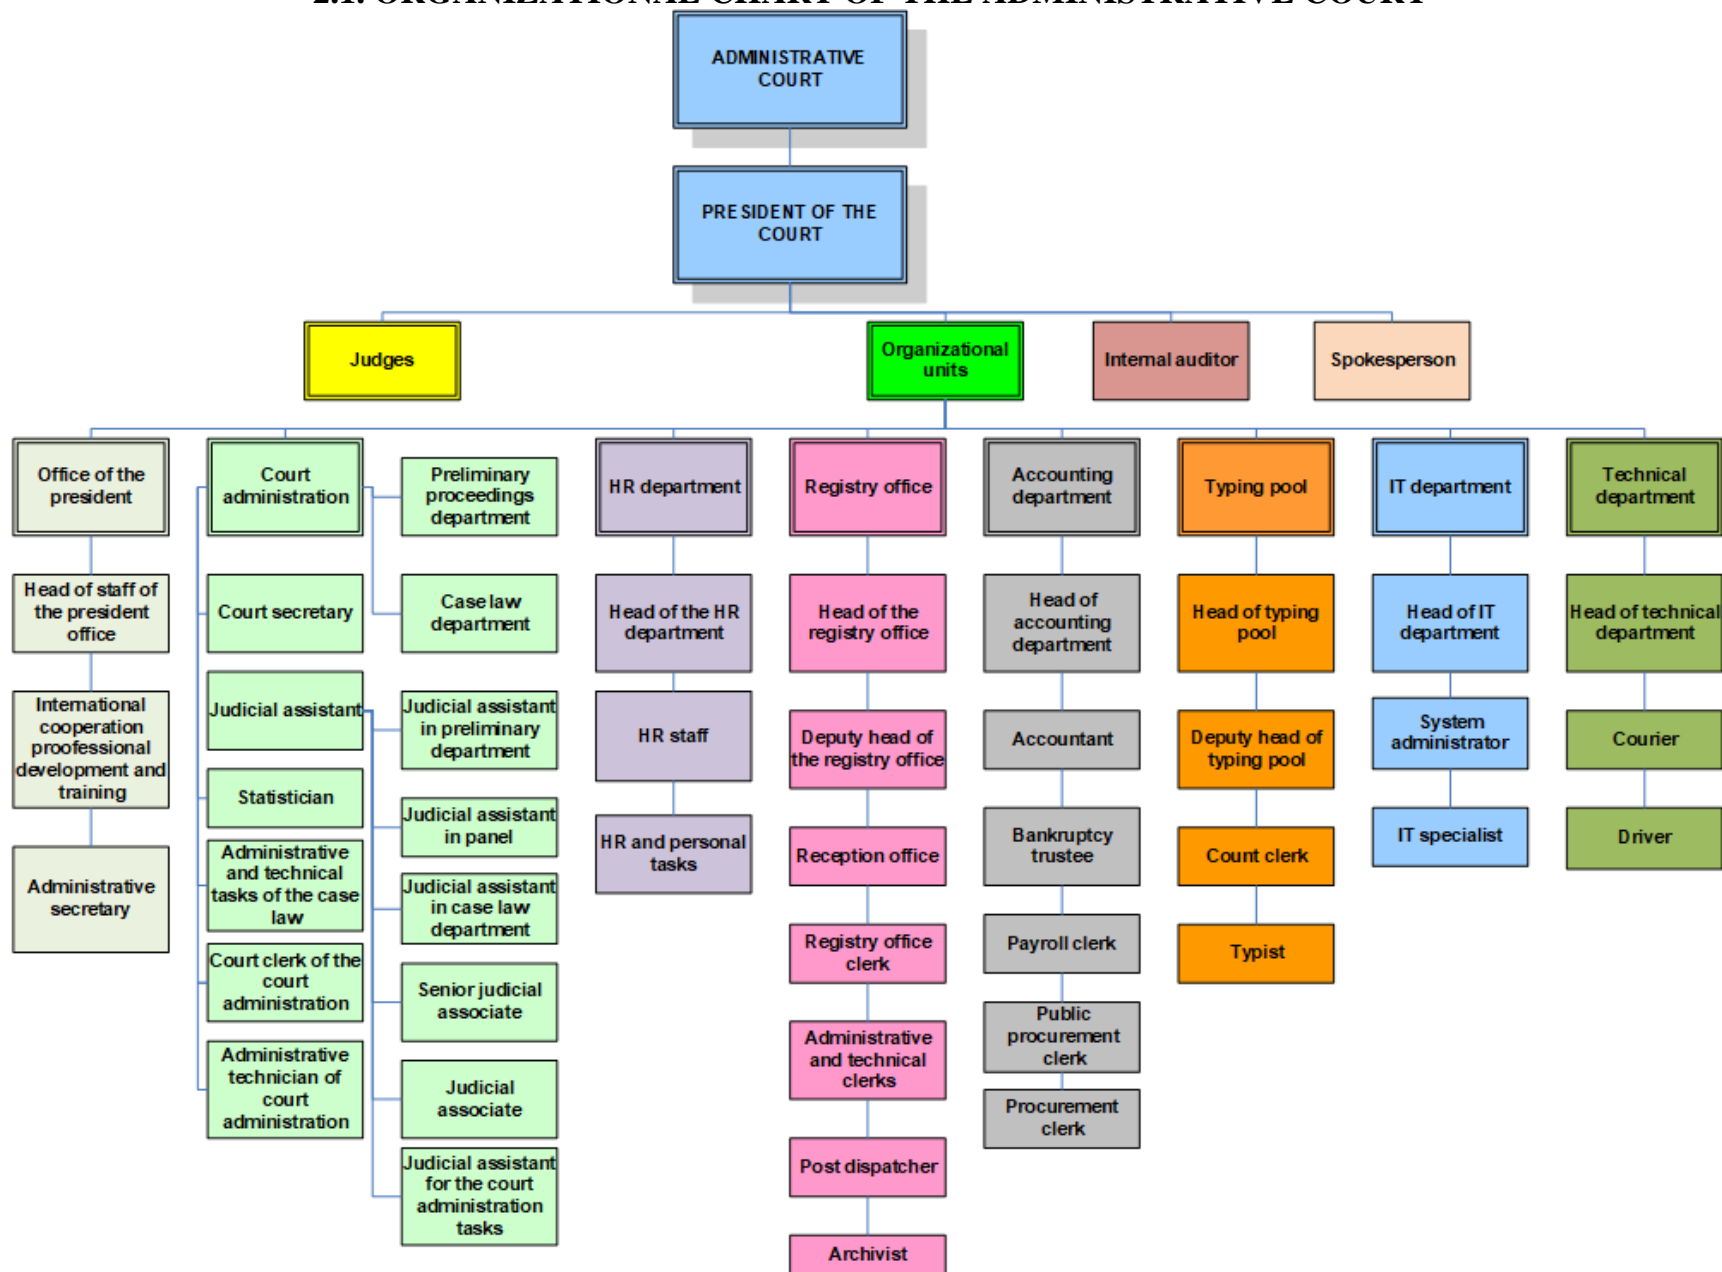 2.1. ORGANIZATIONAL CHART OF THE ADMINISTRATIVE COURT
ADMINISTRATIVE
COURT
PRESIDENT OF THE
COURT
Judges
Organizational
units
Internal auditor
Spokesperson
Office of the
president
Head of staff of
the president
office
International
cooperation
proofessional
development and
training
Administrative
secretary
Court
administration
Court secretary
Judicial assistant
Statistician
Administrative
and technical
tasks of the case
law
Court clerk of the
court
administration
Administrative
technician of
court
administration
Preliminary
proceedings
department
Case law
department
Judicial assistant
in preliminary
department
Judicial assistant
in panel
Judicial assistant
in case law
department
Senior judicial
associate
Judicial
associate
Judicial assistant
for the court
administration
tasks
HR department
Head of the HR
department
HR staff
HR and personal
tasks
Registry office
Head of the
registry office
Deputy head of
the registry office
Reception office
Registry office
clerk
Administrative
and technical
clerks
Post dispatcher
Archivist
Accounting
department
Head of
accounting
department
Accountant
Bankruptcy
trustee
Payroll clerk
Public
procurement
clerk
Procurement
clerk
Typing pool
Head of typing
pool
Deputy head of
typing pool
Count clerk
Typist
IT department
Head of IT
department
System
administrator
IT specialist
Technical
department
Head of technical
department
Courier
Driver